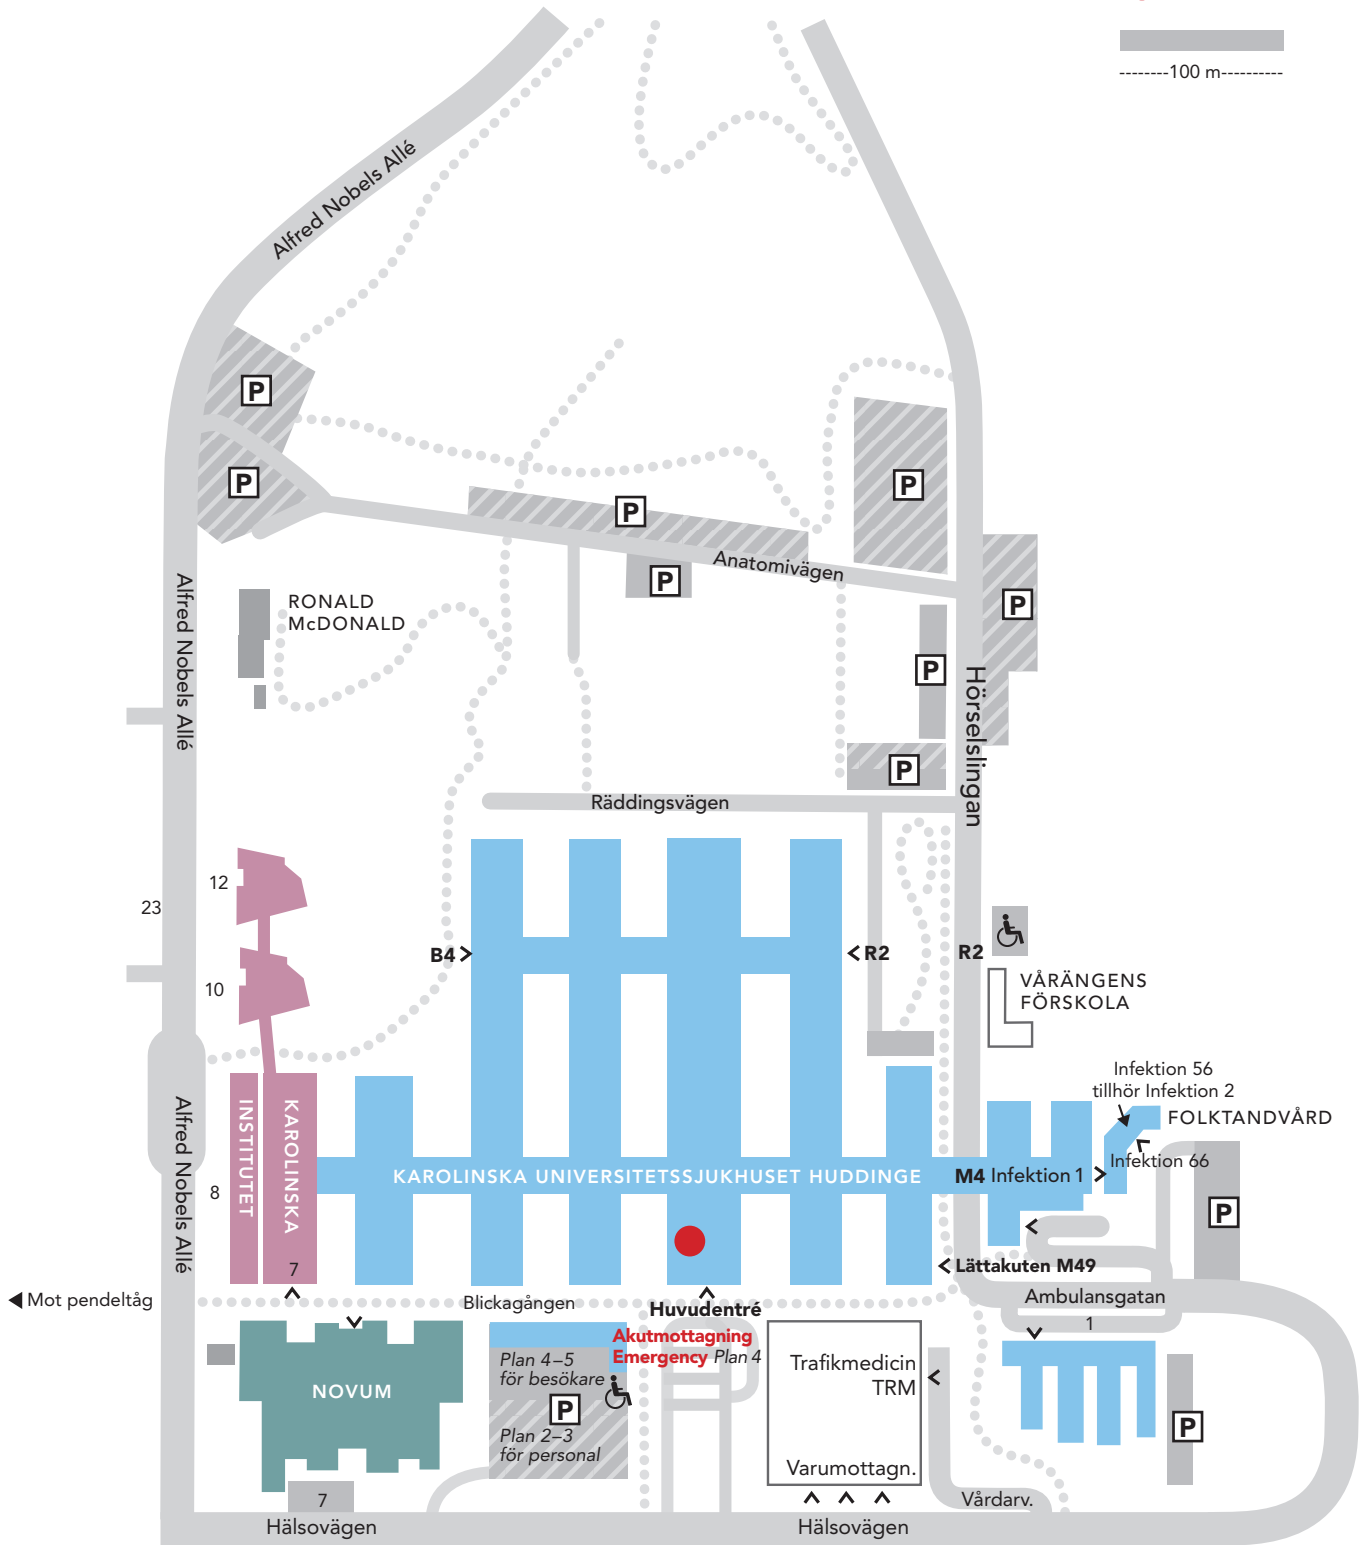 --------100 m----------
Alfred Nobels Allé
P
P
P
P
P
Anatomivägen
P
P
RONALD
McDONALD
Alfred Nobels Allé
P
Hörselslingan
P
Räddingsvägen
12
23
B4
R2
R2
10
VÅRÄNGENS
FÖRSKOLA
Infektion 56
tillhör Infektion 2
FOLKTANDVÅRD
Infektion 66
Alfred Nobels Allé
INSTITUTET
KAROLINSKA
KAROLINSKA UNIVERSITETSSJUKHUSET HUDDINGE
M4 Infektion 1
8
P
7
Lättakuten M49
Mot pendeltåg
Blickagången
Huvudentré
Ambulansgatan
1
Akutmottagning
Emergency Plan 4
Plan 4–5
för besökare
Trafikmedicin
TRM
NOVUM
P
P
Plan 2–3
för personal
Varumottagn.
7
Vårdarv.
Hälsovägen
Hälsovägen